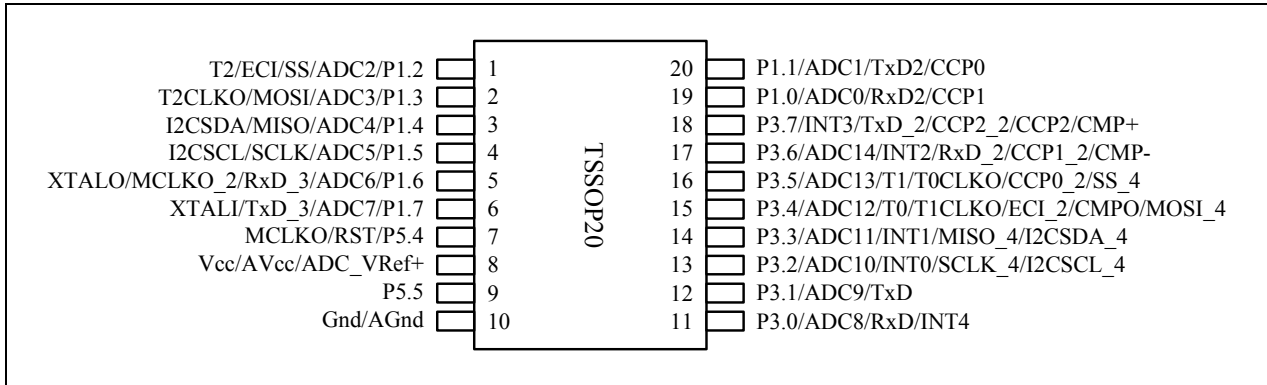 T2/ECI/SS/ADC2/P1.2 1
T2CLKO/MOSI/ADC3/P1.3 2
I2CSDA/MISO/ADC4/P1.4 3
I2CSCL/SCLK/ADC5/P1.5 4
XTALO/MCLKO_2/RxD_3/ADC6/P1.6 5
XTALI/TxD_3/ADC7/P1.7 6
MCLKO/RST/P5.4 7
Vcc/AVcc/ADC_VRef+ 8
P5.5 9
Gnd/AGnd 10
TSSOP20
20 P1.1/ADC1/TxD2/CCP0
19 P1.0/ADC0/RxD2/CCP1
18 P3.7/INT3/TxD_2/CCP2_2/CCP2/CMP+
17 P3.6/ADC14/INT2/RxD_2/CCP1_2/CMP-
16 P3.5/ADC13/T1/T0CLKO/CCP0_2/SS_4
15 P3.4/ADC12/T0/T1CLKO/ECI_2/CMPO/MOSI_4
14 P3.3/ADC11/INT1/MISO_4/I2CSDA_4
13 P3.2/ADC10/INT0/SCLK_4/I2CSCL_4
12 P3.1/ADC9/TxD
11 P3.0/ADC8/RxD/INT4